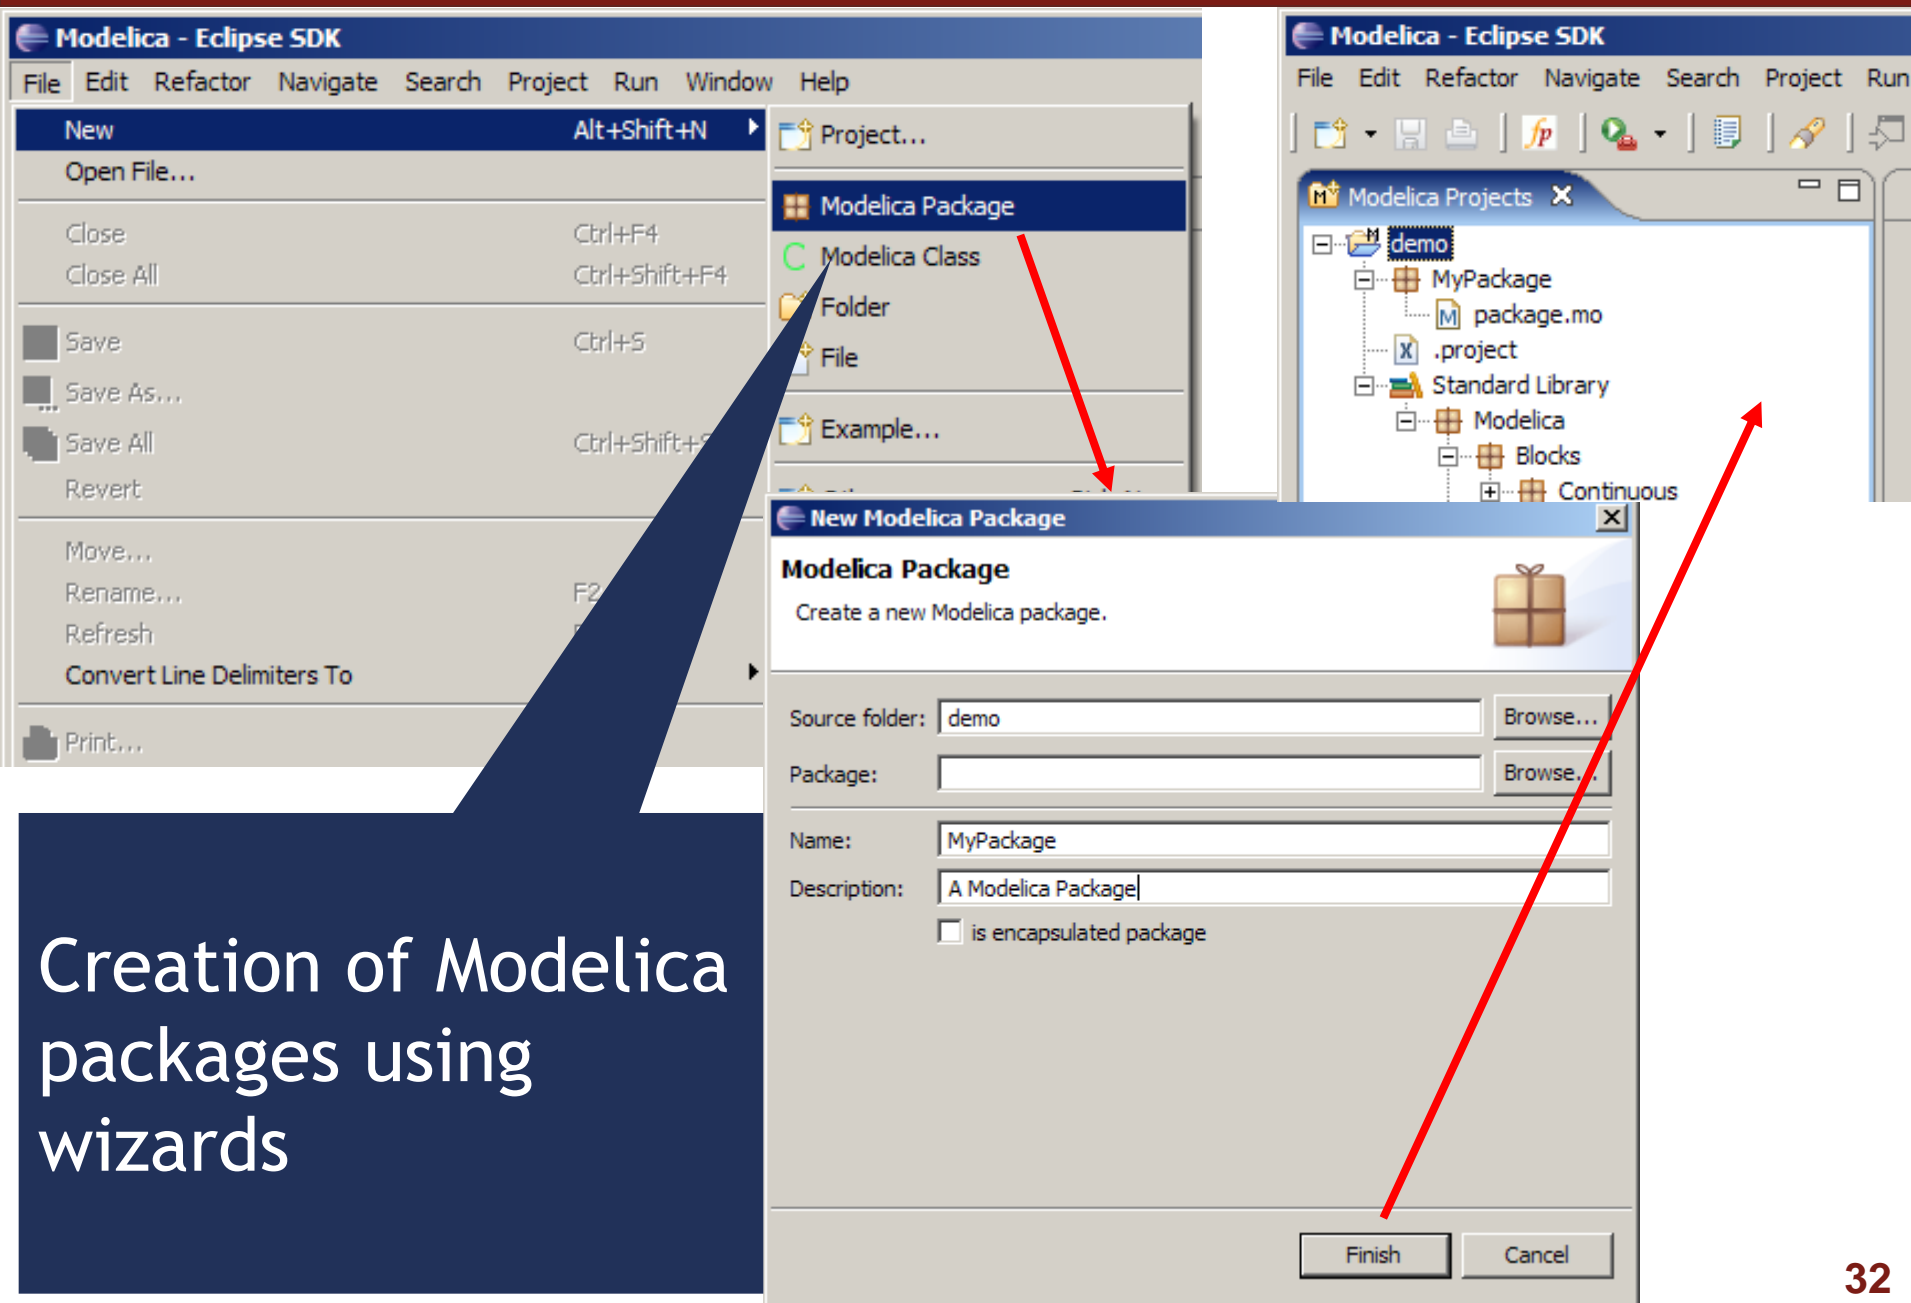 Modelica - Eclipse SDK
File Edit Refactor Navigate Search Project Run Window Help
New Alt+Shift+N
Open File...
Close Ctrl+F4
Close All Ctrl+Shift+F4
Save Ctrl+S
Save As...
Save All Ctrl+Shift+S
Revert
Move...
Rename... F2
Refresh
Convert Line Delimiters To
Print...
Project...
Modelica Package
Modelica Class
Folder
File
Example...
Modelica - Eclipse SDK
File Edit Refactor Navigate Search Project Run
Modelica Projects
demo
MyPackage
package.mo
.project
Standard Library
Modelica
Blocks
Continuous
New Modelica Package
Modelica Package
Create a new Modelica package.
Source folder: demo Browse...
Package: Browse...
Name: MyPackage
Description: A Modelica Package
is encapsulated package
Finish Cancel
Creation of Modelica
packages using
wizards
32